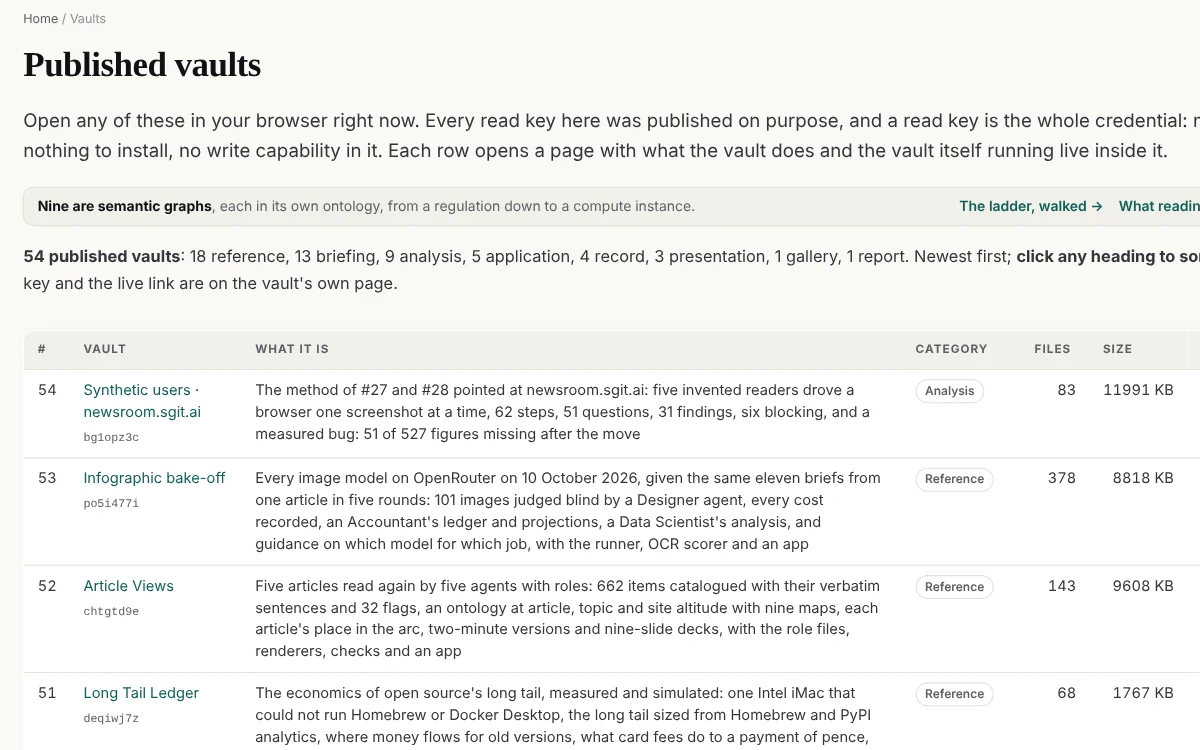 Home / Vaults
Published vaults
Open any of these in your browser right now. Every read key here was published on purpose, and a read key is the whole credential:
nothing to install, no write capability in it. Each row opens a page with what the vault does and the vault itself running live inside it.
Nine are semantic graphs, each in its own ontology, from a regulation down to a compute instance.
The ladder, walked → What
54 published vaults: 18 reference, 13 briefing, 9 analysis, 5 application, 4 record, 3 presentation, 1 gallery, 1 report. Newest first; click any heading to
key and the live link are on the vault's own page.
# VAULT WHAT IT IS CATEGORY FILES SIZE
54 Synthetic users · The method of #27 and #28 pointed at newsroom.sgit.ai: five invented readers drove a Analysis 83 11991 KB
newsroom.sgit.ai browser one screenshot at a time, 62 steps, 51 questions, 31 findings, six blocking, and a
bg1opz3c measured bug: 51 of 527 figures missing after the move
53 Infographic bake-off Every image model on OpenRouter on 10 October 2026, given the same eleven briefs from Reference 378 8818 KB
po5i477i one article in five rounds: 101 images judged blind by a Designer agent, every cost
recorded, an Accountant's ledger and projections, a Data Scientist's analysis, and
guidance on which model for which job, with the runner, OCR scorer and an app
52 Article Views Five articles read again by five agents with roles: 662 items catalogued with their verbatim Reference 143 9608 KB
chtgtd9e sentences and 32 flags, an ontology at article, topic and site altitude with nine maps, each
article's place in the arc, two-minute versions and nine-slide decks, with the role files,
renderers, checks and an app
51 Long Tail Ledger The economics of open source's long tail, measured and simulated: one Intel iMac that Reference 68 1767 KB
deqiwj7z could not run Homebrew or Docker Desktop, the long tail sized from Homebrew and PyPI
analytics, where money flows for old versions, what card fees do to a payment of pence,